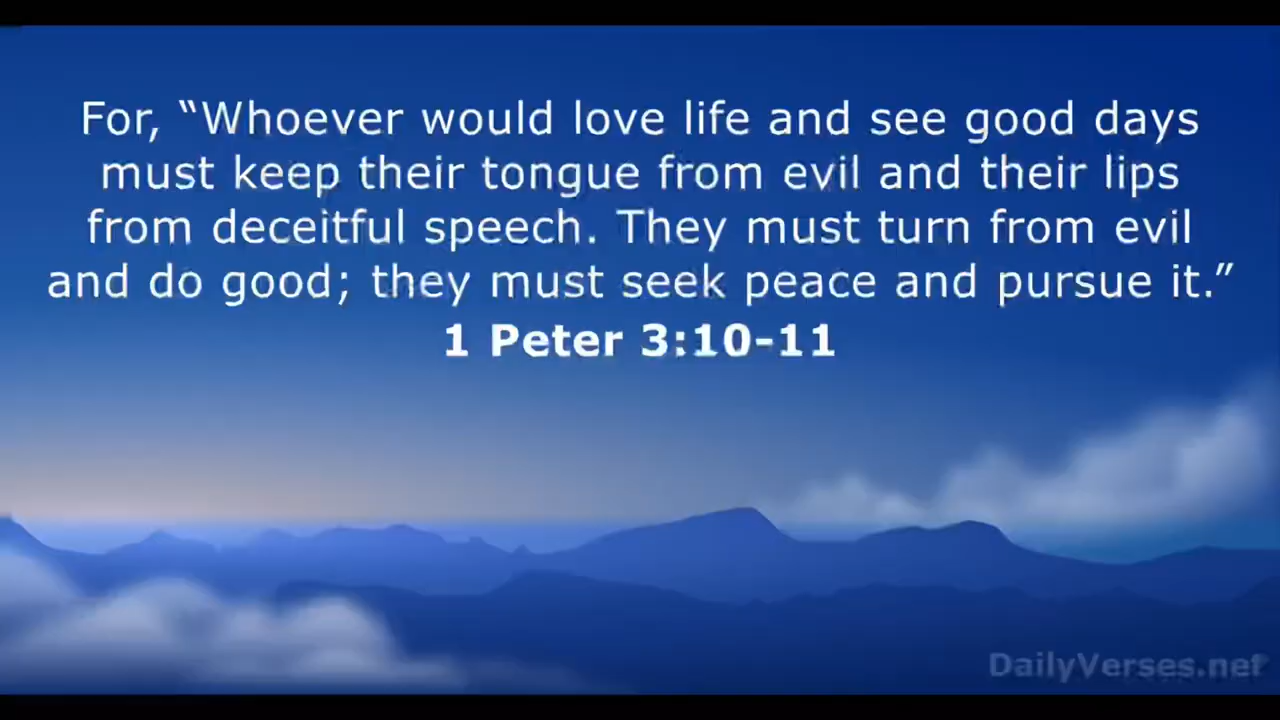 For, “Whoever would love life and see good days
must keep their tongue from evil and their lips
from deceitful speech. They must turn from evil
and do good; they must seek peace and pursue it.”
1 Peter 3:10-11
DailyVerses.net